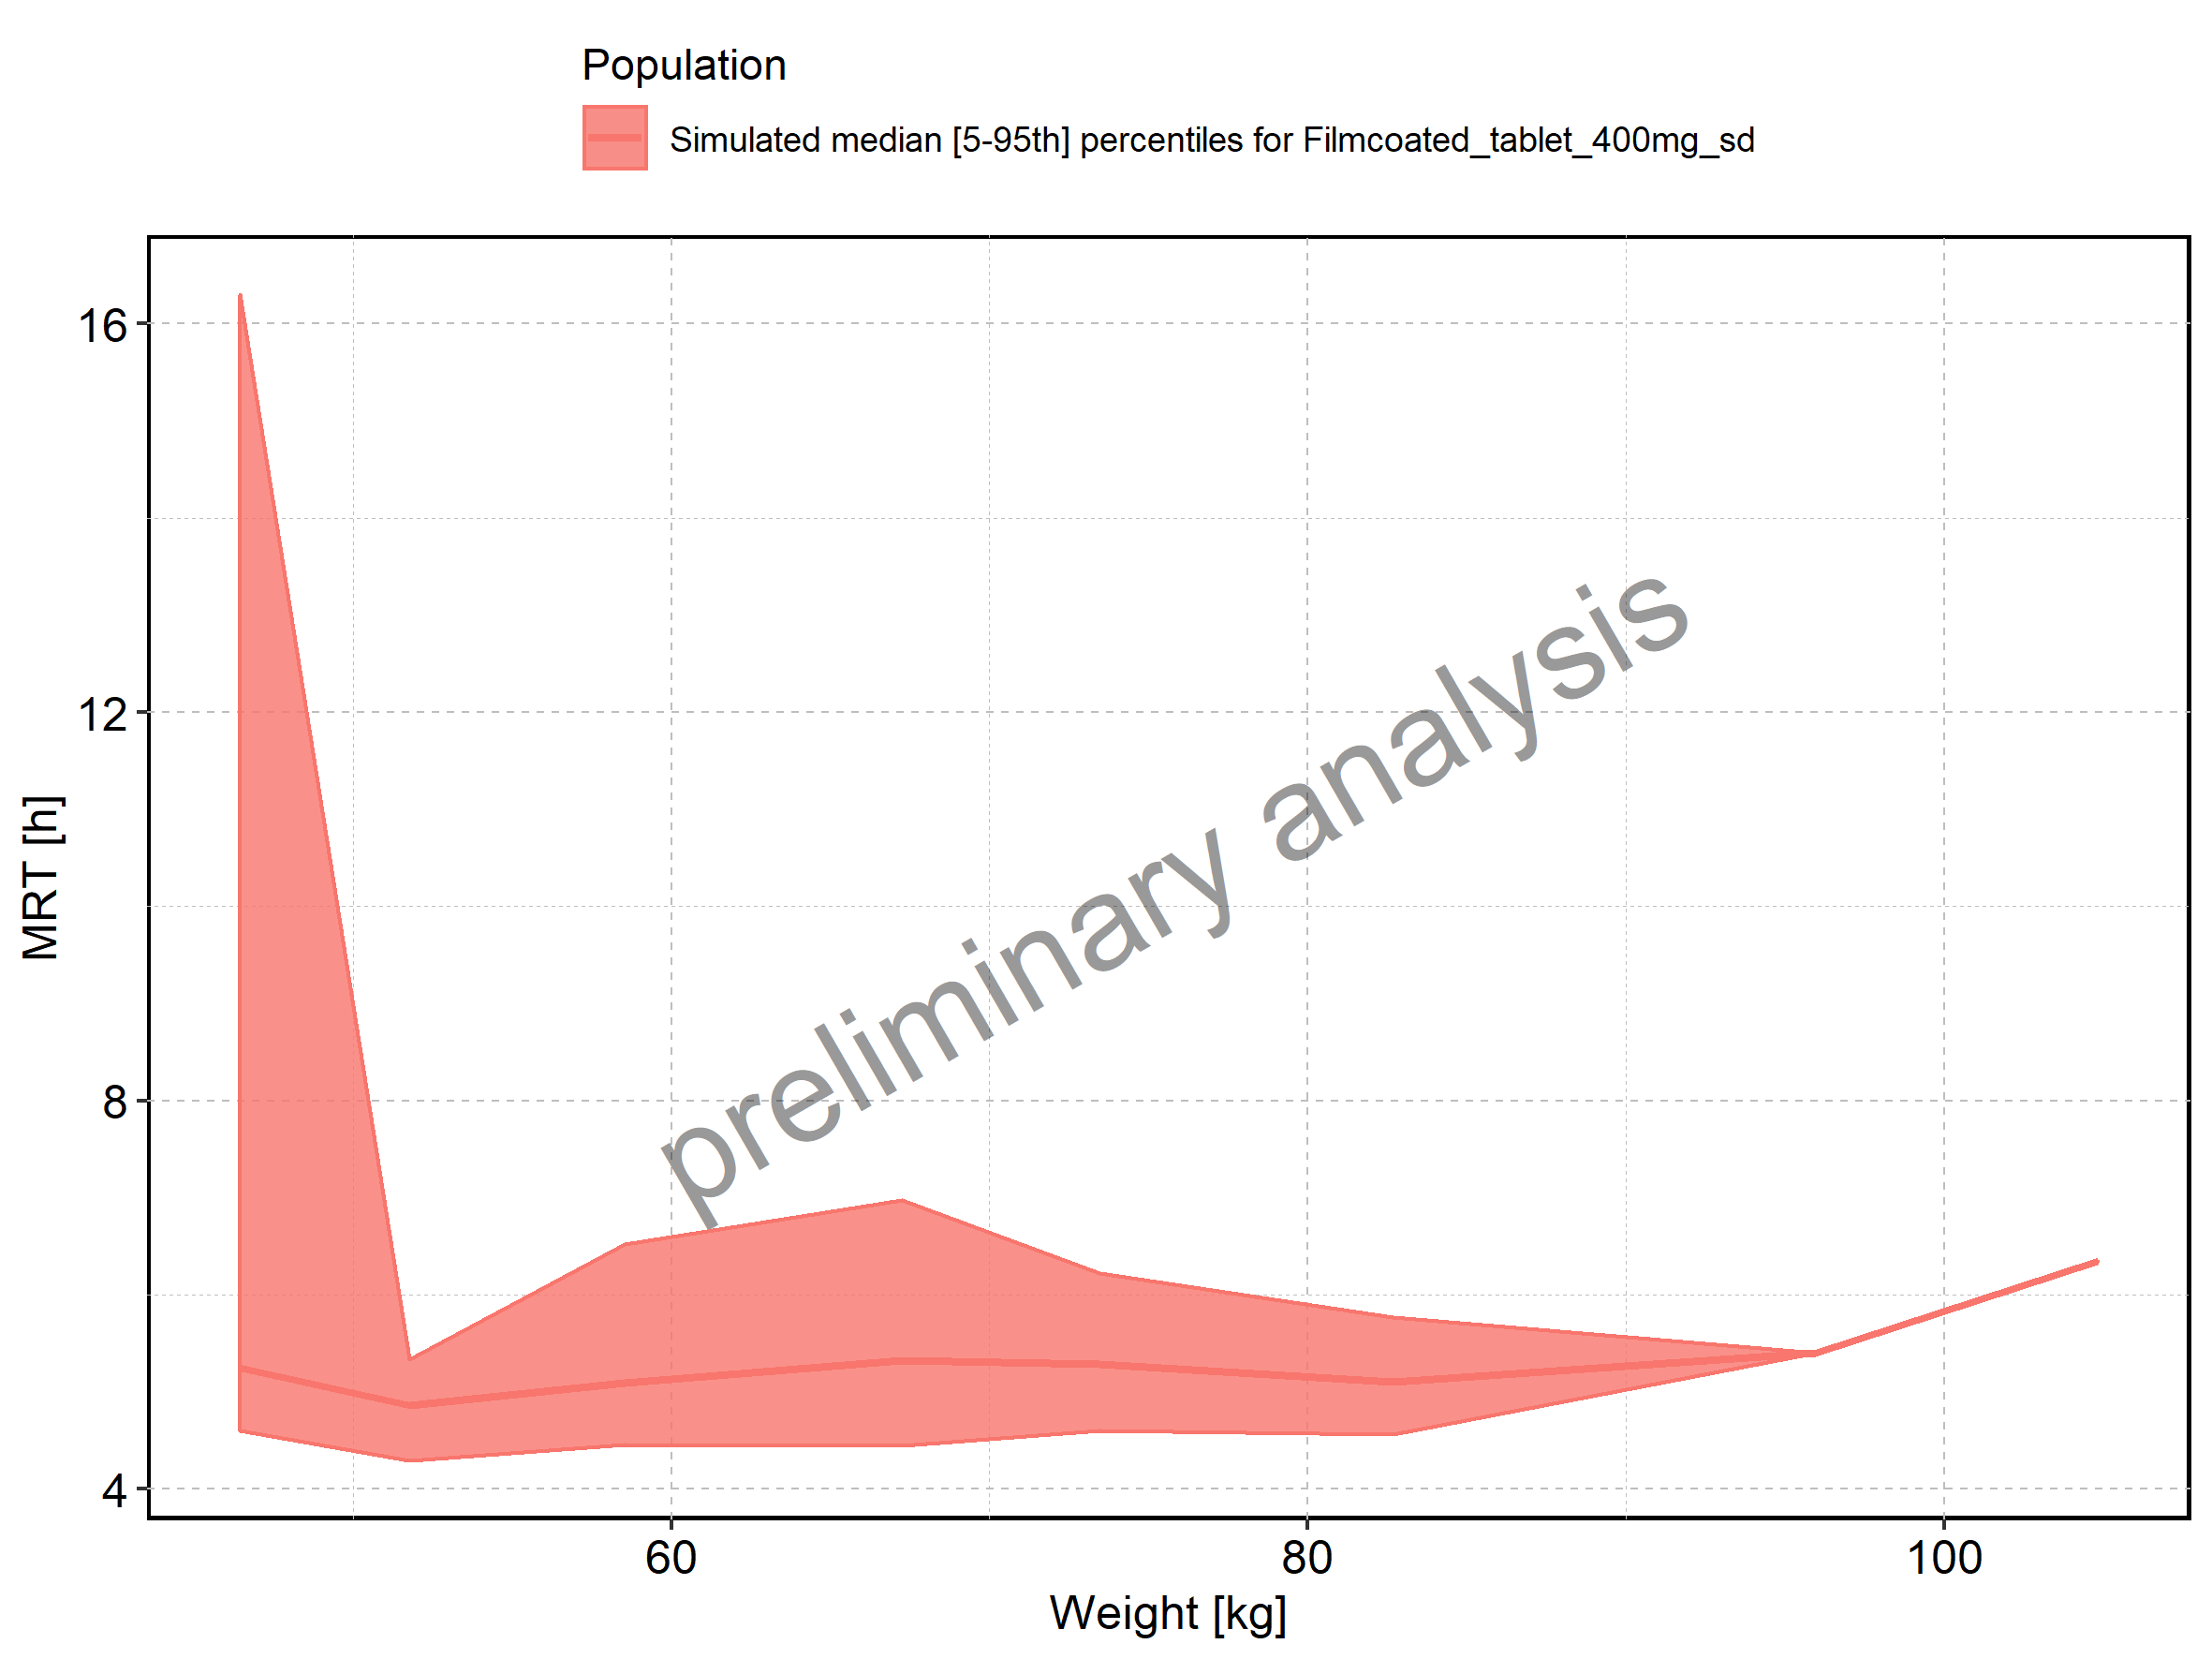 Population
Simulated median [5-95th] percentiles for Filmcoated_tablet_400mg_sd
16
12
8
4
MRT [h]
preliminary analysis
60 80 100
Weight [kg]